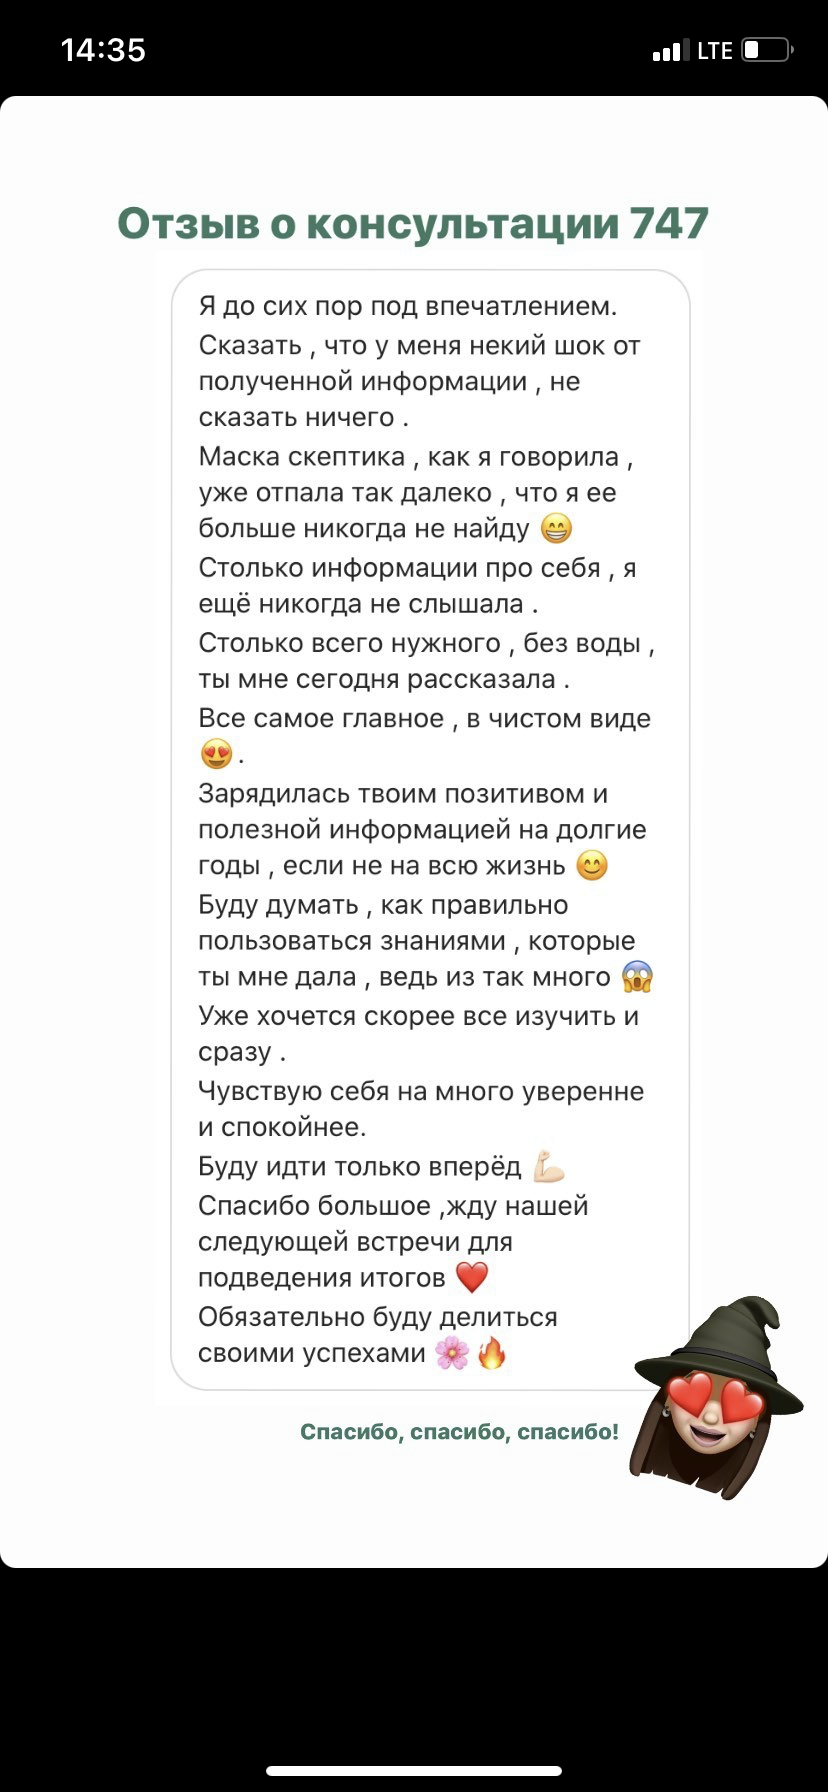 14:35
LTE
Отзыв о консультации 747
Я до сих пор под впечатлением.
Сказать , что у меня некий шок от
полученной информации , не
сказать ничего .
Маска скептика , как я говорила ,
уже отпала так далеко , что я ее
больше никогда не найду 😁
Столько информации про себя , я
ещё никогда не слышала .
Столько всего нужного , без воды ,
ты мне сегодня рассказала .
Все самое главное , в чистом виде
😍 .
Зарядилась твоим позитивом и
полезной информацией на долгие
годы , если не на всю жизнь 😊
Буду думать , как правильно
пользоваться знаниями , которые
ты мне дала , ведь из так много 😱
Уже хочется скорее все изучить и
сразу .
Чувствую себя на много уверенне
и спокойнее.
Буду идти только вперёд 💪🏻
Спасибо большое ,жду нашей
следующей встречи для
подведения итогов ❤️
Обязательно буду делиться
своими успехами 🌸🔥
Спасибо, спасибо, спасибо!